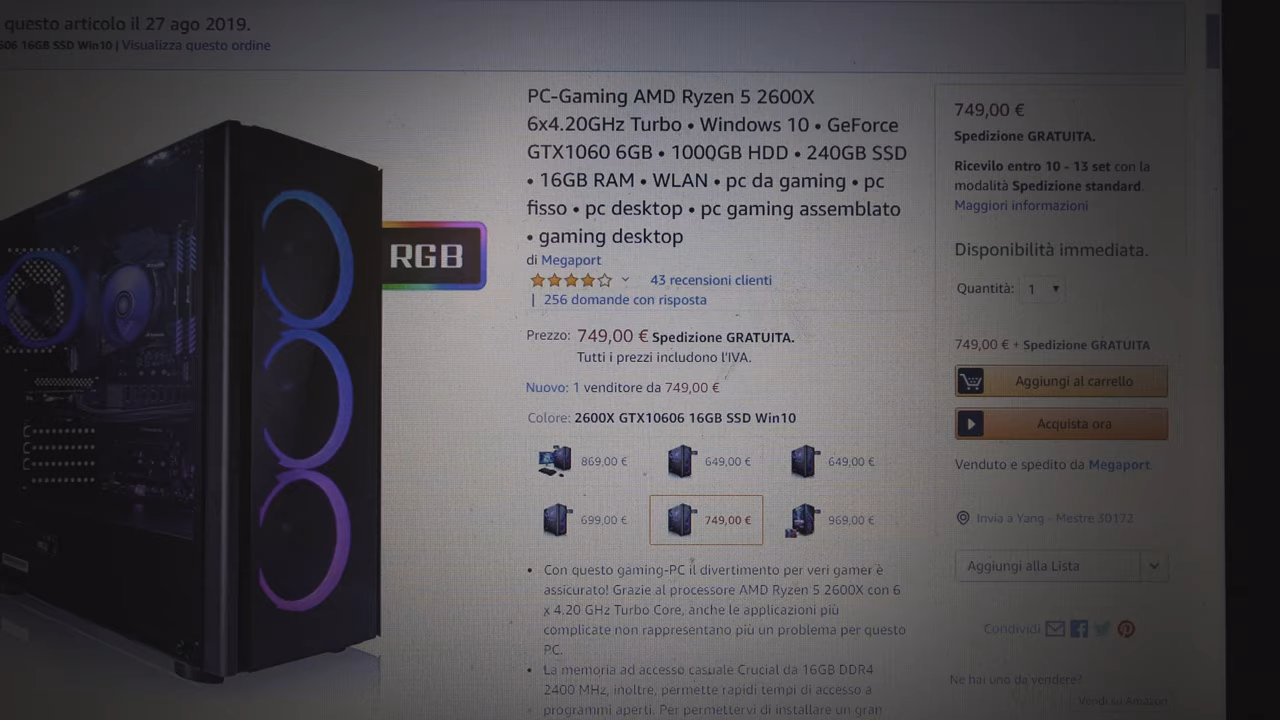 questo articolo il 27 ago 2019.
606 16GB SSD Win10 | Visualizza questo ordine
RGB
PC-Gaming AMD Ryzen 5 2600X
6x4.20GHz Turbo • Windows 10 • GeForce
GTX1060 6GB • 1000GB HDD • 240GB SSD
• 16GB RAM • WLAN • pc da gaming • pc
fisso • pc desktop • pc gaming assemblato
• gaming desktop
di Megaport
43 recensioni clienti
| 256 domande con risposta
Prezzo: 749,00 € Spedizione GRATUITA.
Tutti i prezzi includono l'IVA.
Nuovo: 1 venditore da 749,00 €
Colore: 2600X GTX10606 16GB SSD Win10
869,00 € 649,00 € 649,00 €
699,00 € 749,00 € 969,00 €
• Con questo gaming-PC il divertimento per veri gamer è
assicurato! Grazie al processore AMD Ryzen 5 2600X con 6
x 4.20 GHz Turbo Core, anche le applicazioni più
complicate non rappresentano più un problema per questo
PC.
• La memoria ad accesso casuale Crucial da 16GB DDR4
2400 MHz, inoltre, permette rapidi tempi di accesso a
programmi aperti. Per permettervi di installare un gran
749,00 €
Spedizione GRATUITA.
Ricevilo entro 10 - 13 set con la
modalità Spedizione standard.
Maggiori informazioni
Disponibilità immediata.
Quantità: 1
749,00 € + Spedizione GRATUITA
Aggiungi al carrello
Acquista ora
Venduto e spedito da Megaport.
Invia a Yang - Mestre 30172
Aggiungi alla Lista
Condividi
Ne hai uno da vendere?
Vendi su Amazon